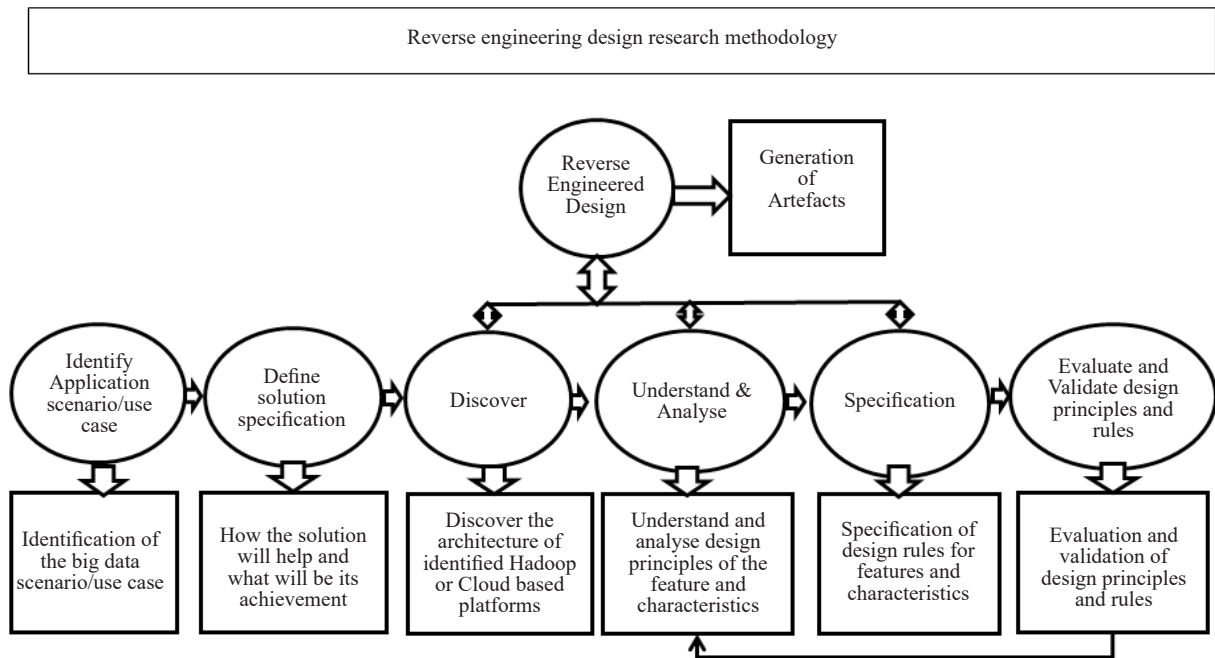 Reverse engineering design research methodology
Reverse
Engineered
Design
Generation
of
Artefacts
Identify
Application
scenario/use
case
Define
solution
specification
Discover
Understand &
Analyse
Specification
Evaluate and
Validate design
principles and
rules
Identification of
the big data
scenario/use case
How the solution
will help and
what will be its
achievement
Discover the
architecture of
identified Hadoop
or Cloud based
platforms
Understand and
analyse design
principles of the
feature and
characteristics
Specification of
design rules for
features and
characteristics
Evaluation and
validation of
design principles
and rules